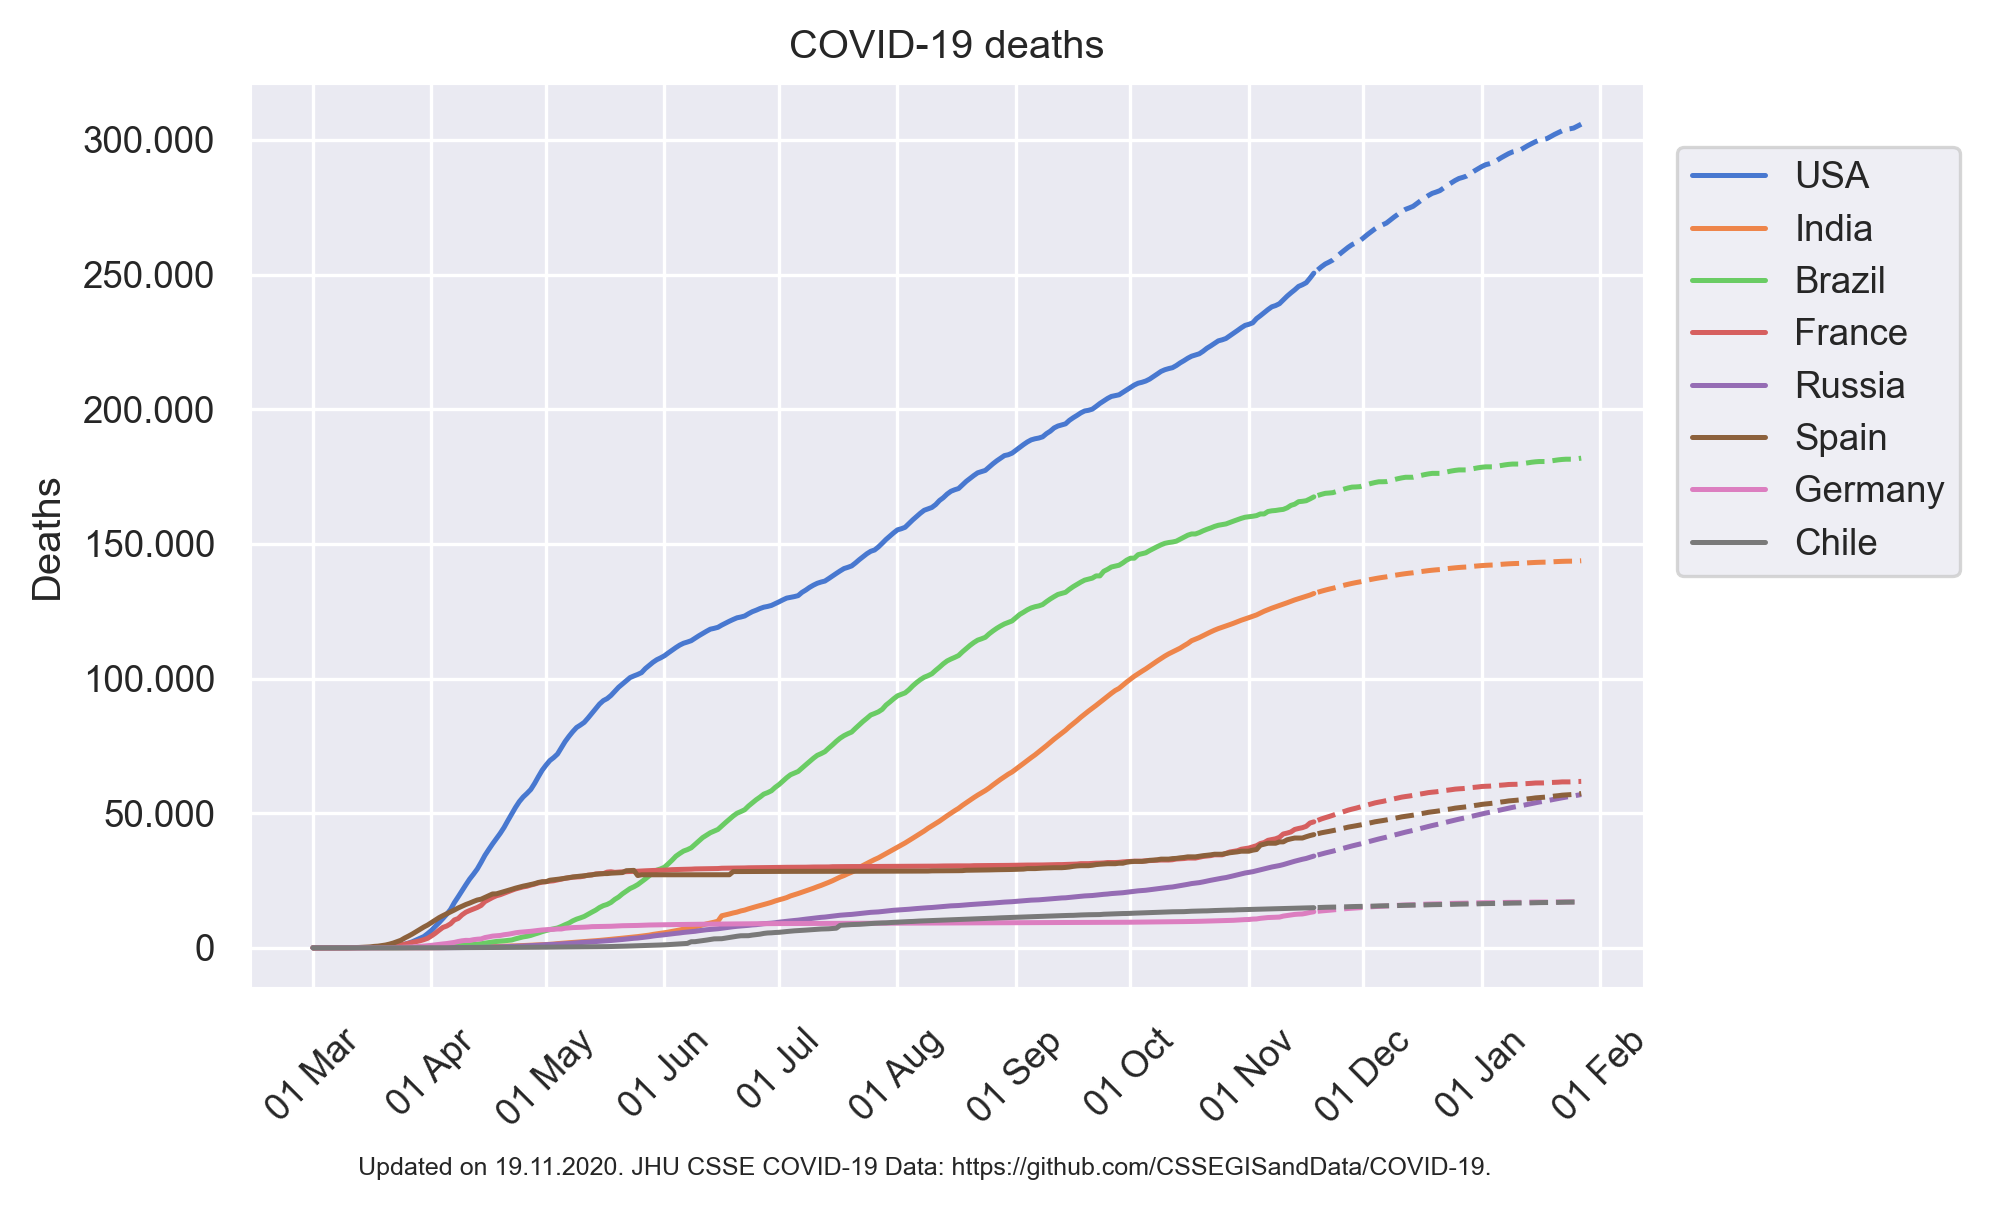 COVID-19 deaths
300.000
250.000
200.000
150.000
100.000
50.000
0
Deaths
USA
India
Brazil
France
Russia
Spain
Germany
Chile
01 Mar
01 Apr
01 May
01 Jun
01 Jul
01 Aug
01 Sep
01 Oct
01 Nov
01 Dec
01 Jan
01 Feb
Updated on 19.11.2020. JHU CSSE COVID-19 Data: https://github.com/CSSEGISandData/COVID-19.